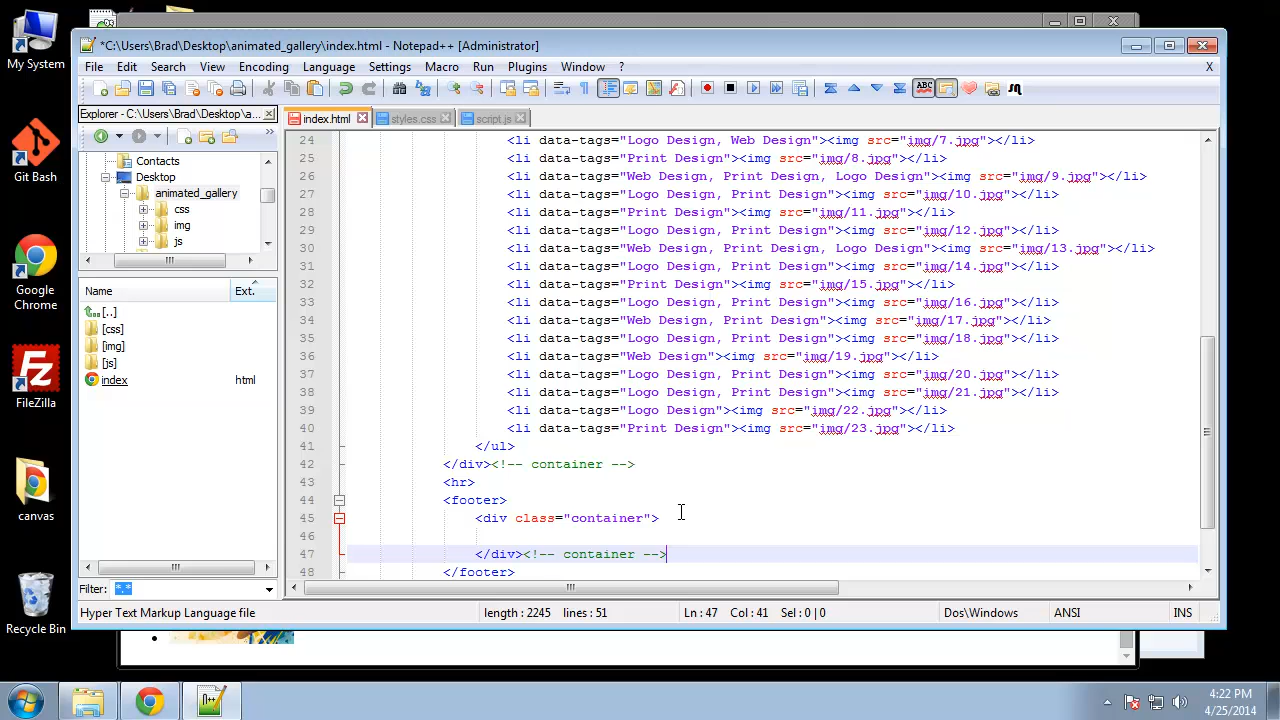 My System
Git Bash
Google Chrome
FileZilla
canvas
Recycle Bin
*C:\Users\Brad\Desktop\animated_gallery\index.html - Notepad++ [Administrator]
File Edit Search View Encoding Language Settings Macro Run Plugins Window ? X
Explorer - C:\Users\Brad\Desktop\a...
index.html styles.css script.js
Contacts
Desktop
animated_gallery
css
img
js
Name Ext.
[..]
[css]
[img]
[js]
index html
Filter: *.*
24 <li data-tags="Logo Design, Web Design"><img src="img/7.jpg"></li>
25 <li data-tags="Print Design"><img src="img/8.jpg"></li>
26 <li data-tags="Web Design, Print Design, Logo Design"><img src="img/9.jpg"></li>
27 <li data-tags="Logo Design, Print Design"><img src="img/10.jpg"></li>
28 <li data-tags="Print Design"><img src="img/11.jpg"></li>
29 <li data-tags="Logo Design, Print Design"><img src="img/12.jpg"></li>
30 <li data-tags="Web Design, Print Design, Logo Design"><img src="img/13.jpg"></li>
31 <li data-tags="Logo Design, Print Design"><img src="img/14.jpg"></li>
32 <li data-tags="Print Design"><img src="img/15.jpg"></li>
33 <li data-tags="Logo Design, Print Design"><img src="img/16.jpg"></li>
34 <li data-tags="Web Design, Print Design"><img src="img/17.jpg"></li>
35 <li data-tags="Logo Design, Print Design"><img src="img/18.jpg"></li>
36 <li data-tags="Web Design"><img src="img/19.jpg"></li>
37 <li data-tags="Logo Design, Print Design"><img src="img/20.jpg"></li>
38 <li data-tags="Logo Design, Print Design"><img src="img/21.jpg"></li>
39 <li data-tags="Logo Design"><img src="img/22.jpg"></li>
40 <li data-tags="Print Design"><img src="img/23.jpg"></li>
41 </ul>
42 </div><!-- container -->
43 <hr>
44 <footer>
45 <div class="container">
46
47 </div><!-- container -->
48 </footer>
Hyper Text Markup Language file length : 2245 lines : 51 Ln : 47 Col : 41 Sel : 0 | 0 Dos\Windows ANSI INS
4:22 PM
4/25/2014